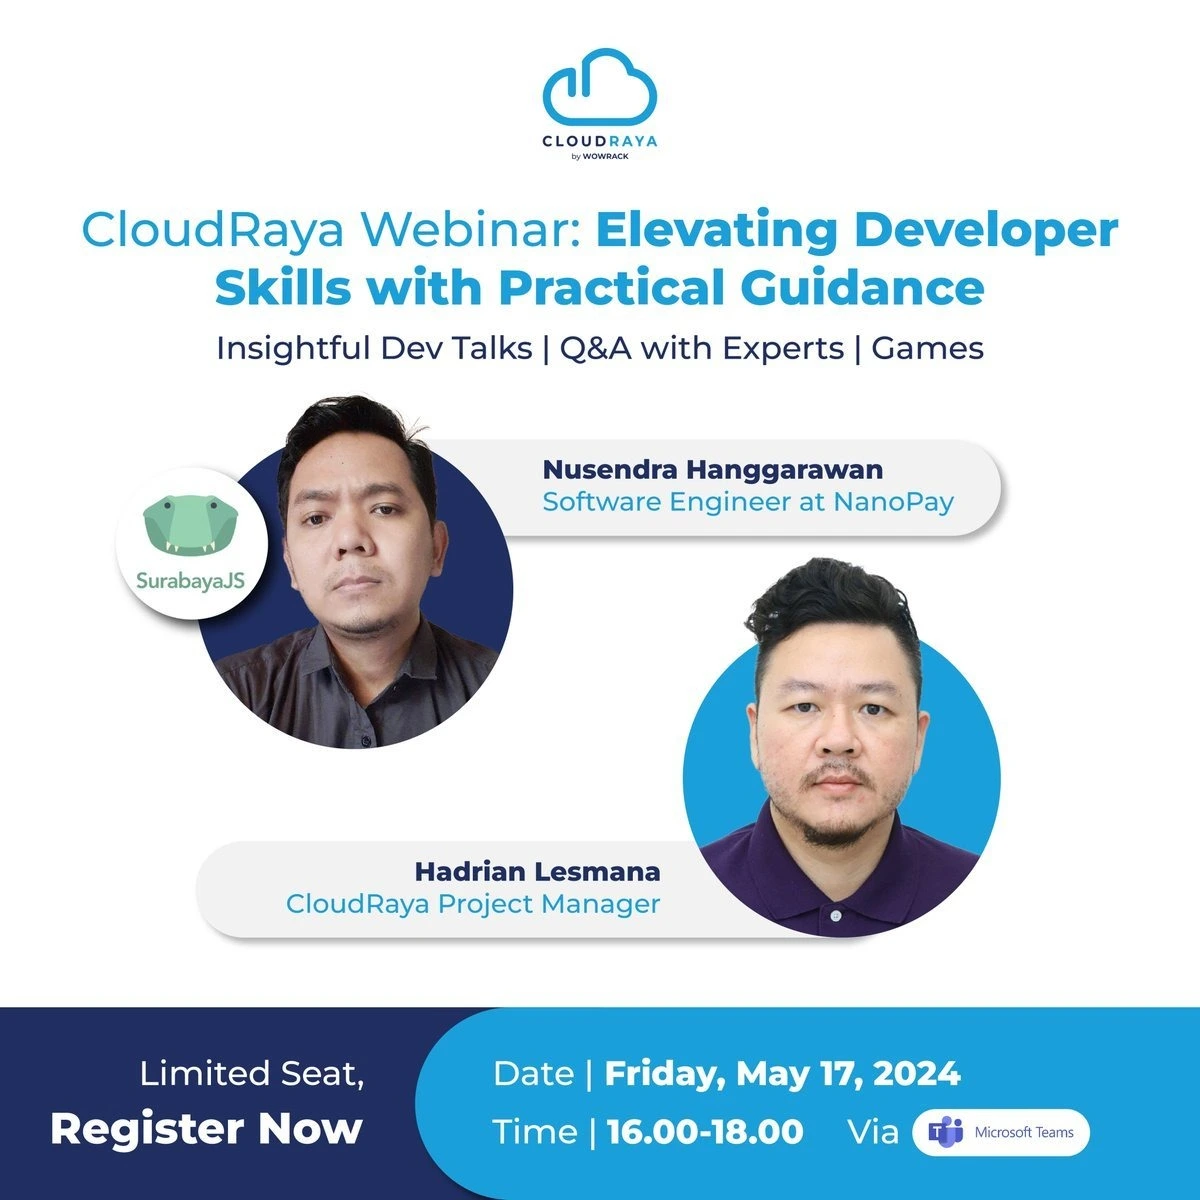 CLOUDRAYA
by WOWRACK
CloudRaya Webinar: Elevating Developer
Skills with Practical Guidance
Insightful Dev Talks | Q&A with Experts | Games
SurabayaJS
Nusendra Hanggarawan
Software Engineer at NanoPay
Hadrian Lesmana
CloudRaya Project Manager
Limited Seat,
Register Now
Date | Friday, May 17, 2024
Time | 16.00-18.00 Via Microsoft Teams